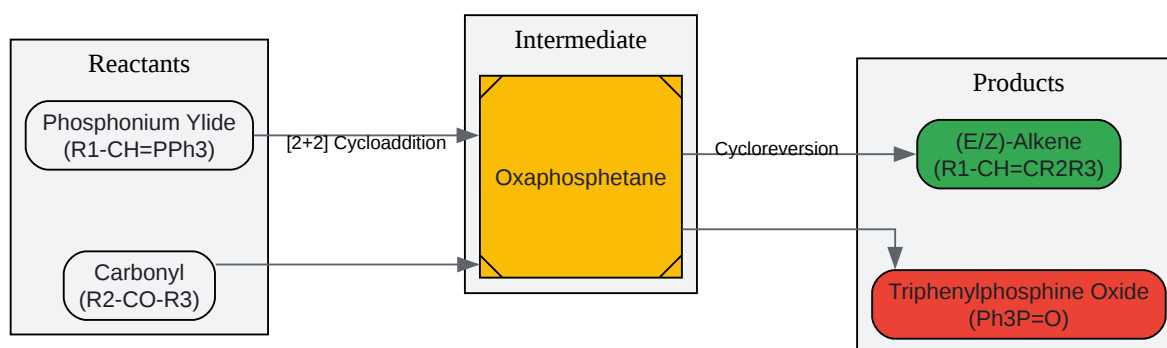 Reactants
Phosphonium Ylide
(R1-CH=PPh3)
Carbonyl
(R2-CO-R3)
[2+2] Cycloaddition
Intermediate
Oxaphosphetane
Cycloreversion
Products
(E/Z)-Alkene
(R1-CH=CR2R3)
Triphenylphosphine Oxide
(Ph3P=O)